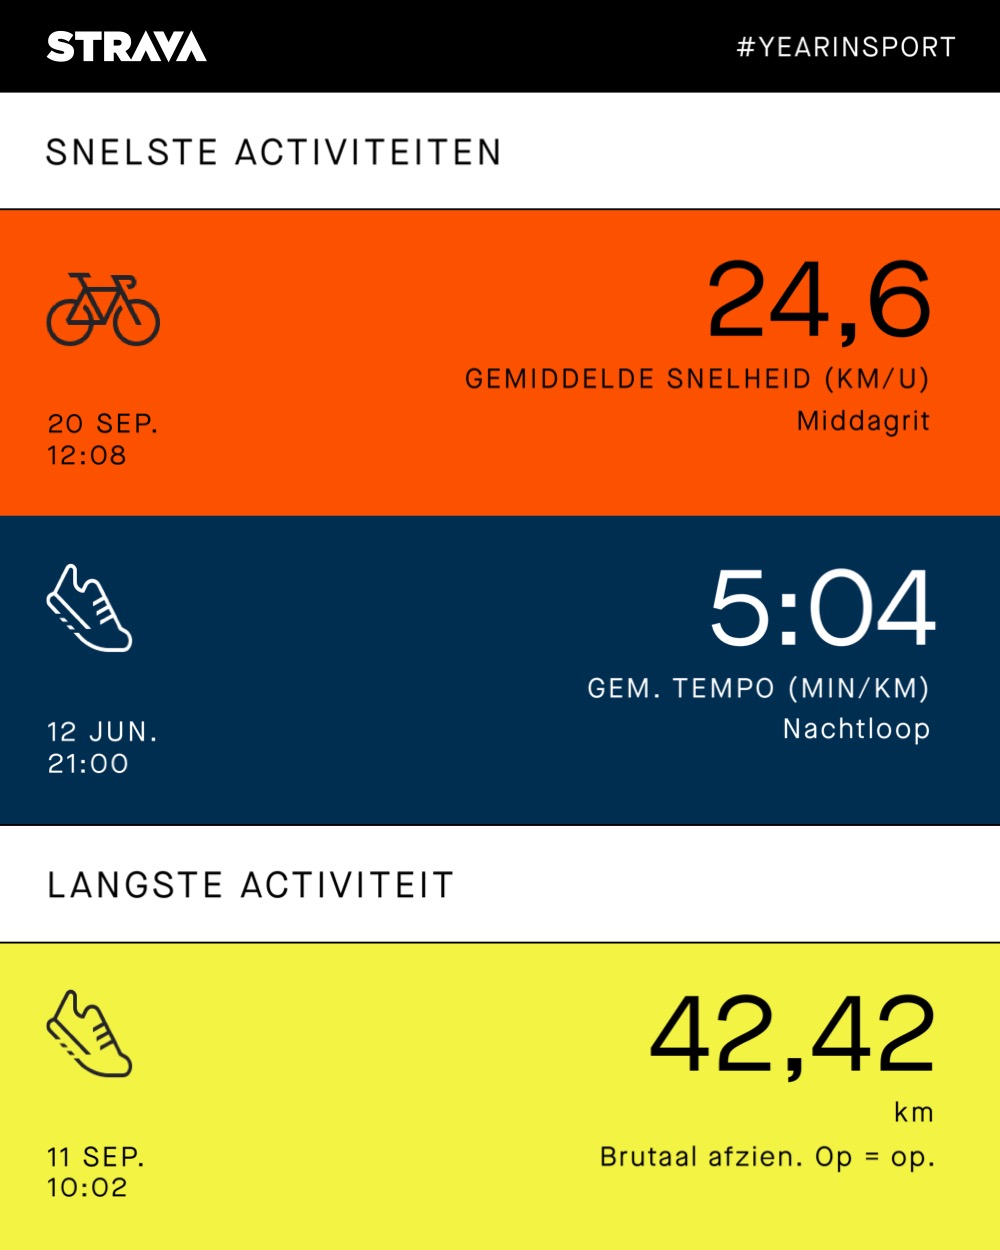 STRAVA
#YEARINSPORT
SNELSTE ACTIVITEITEN
24,6
GEMIDDELDE SNELHEID (KM/U)
Middagrit
20 SEP.
12:08
5:04
GEM. TEMPO (MIN/KM)
Nachtloop
12 JUN.
21:00
LANGSTE ACTIVITEIT
42,42
km
Brutaal afzien. Op = op.
11 SEP.
10:02